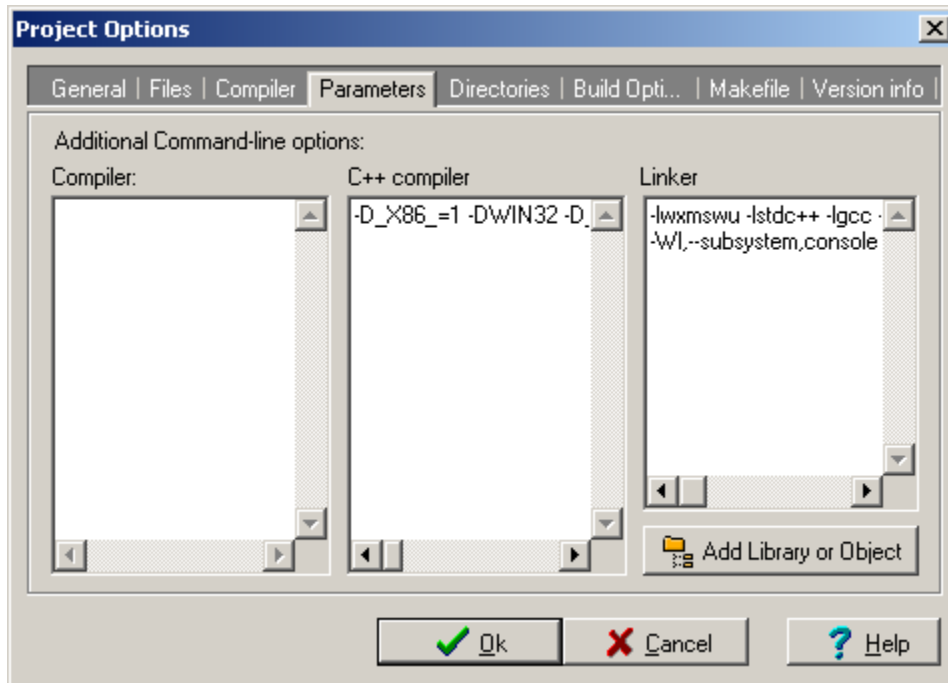 Project Options
General | Files | Compiler | Parameters | Directories | Build Opti... | Makefile | Version info |
Additional Command-line options:
Compiler:
C++ compiler
Linker
-D_X86_=1 -DWIN32 -D_
-lwxmswu -lstdc++ -lgcc -
-Wl,--subsystem,console
Add Library or Object
Ok
Cancel
Help